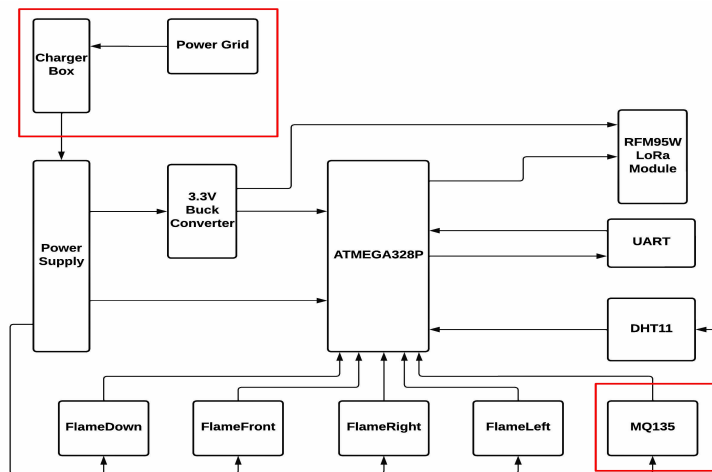 Charger
Box
Power Grid
RFM95W
LoRa
Module
3.3V
Buck
Converter
Power
Supply
ATMEGA328P
UART
DHT11
FlameDown
FlameFront
FlameRight
FlameLeft
MQ135